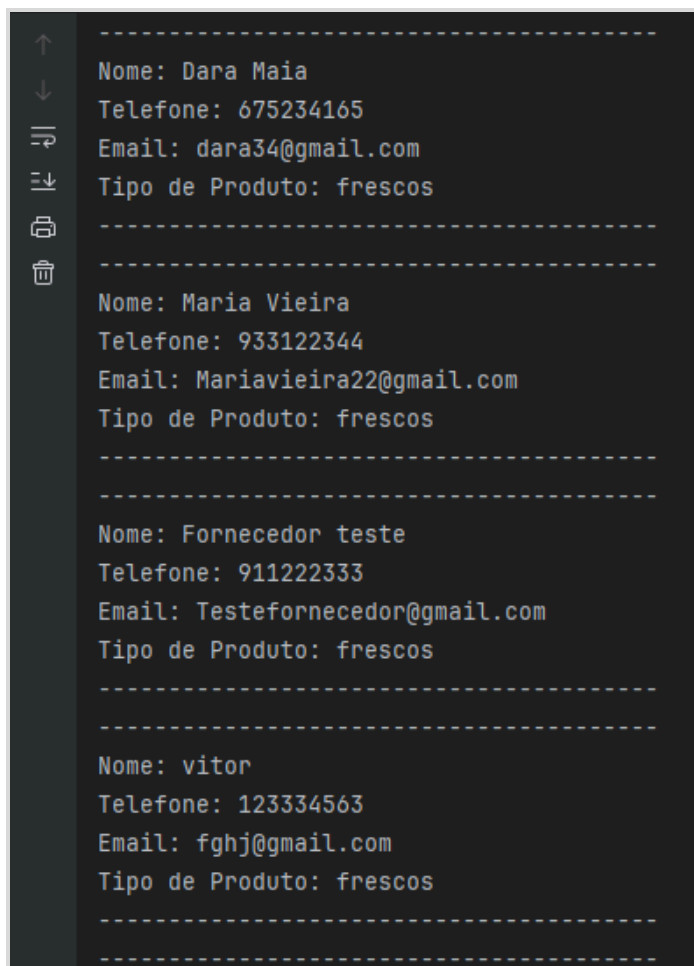 ----------------------------------------
Nome: Dara Maia
Telefone: 675234165
Email: dara34@gmail.com
Tipo de Produto: frescos
----------------------------------------
----------------------------------------
Nome: Maria Vieira
Telefone: 933122344
Email: Mariavieira22@gmail.com
Tipo de Produto: frescos
----------------------------------------
----------------------------------------
Nome: Fornecedor teste
Telefone: 911222333
Email: Testefornecedor@gmail.com
Tipo de Produto: frescos
----------------------------------------
----------------------------------------
Nome: vitor
Telefone: 123334563
Email: fghj@gmail.com
Tipo de Produto: frescos
----------------------------------------
----------------------------------------